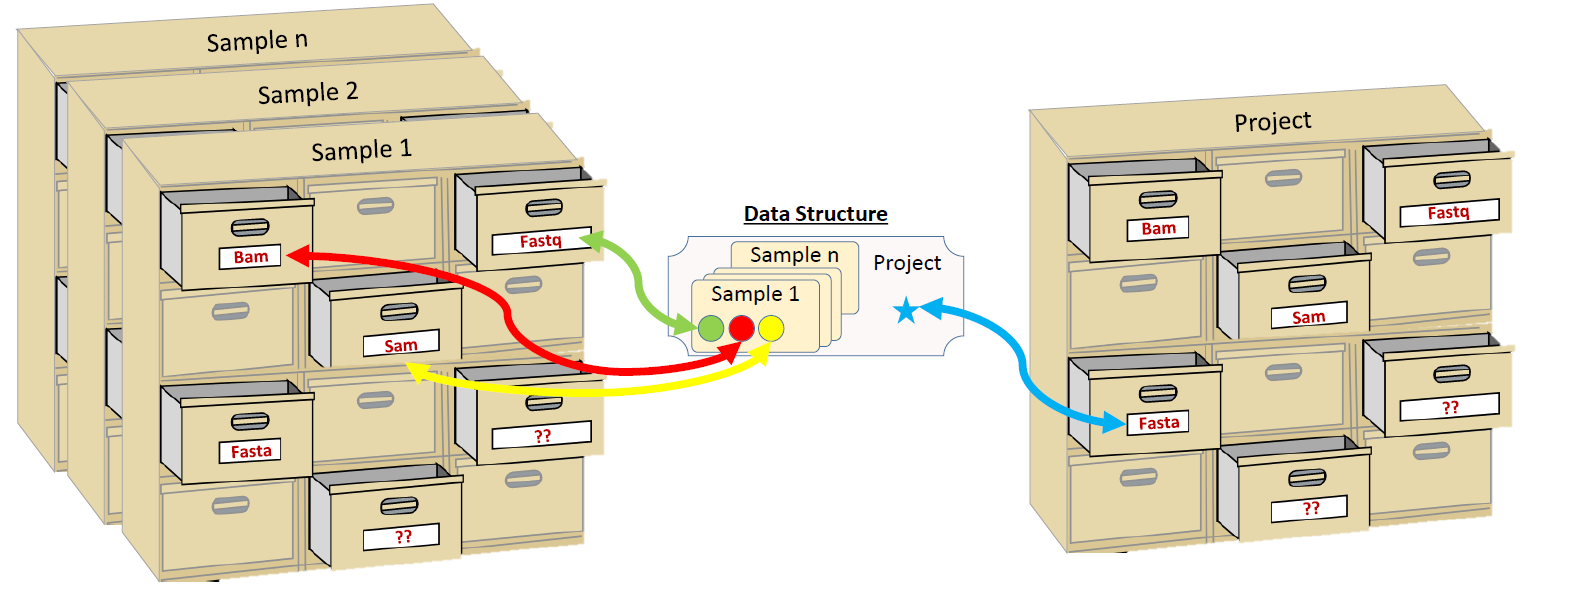 Sample n
Sample 2
Sample 1
Bam
Fastq
Sam
Fasta
??
??
Data Structure
Sample n
Project
Sample 1
Project
Bam
Fastq
Sam
Fasta
??
??